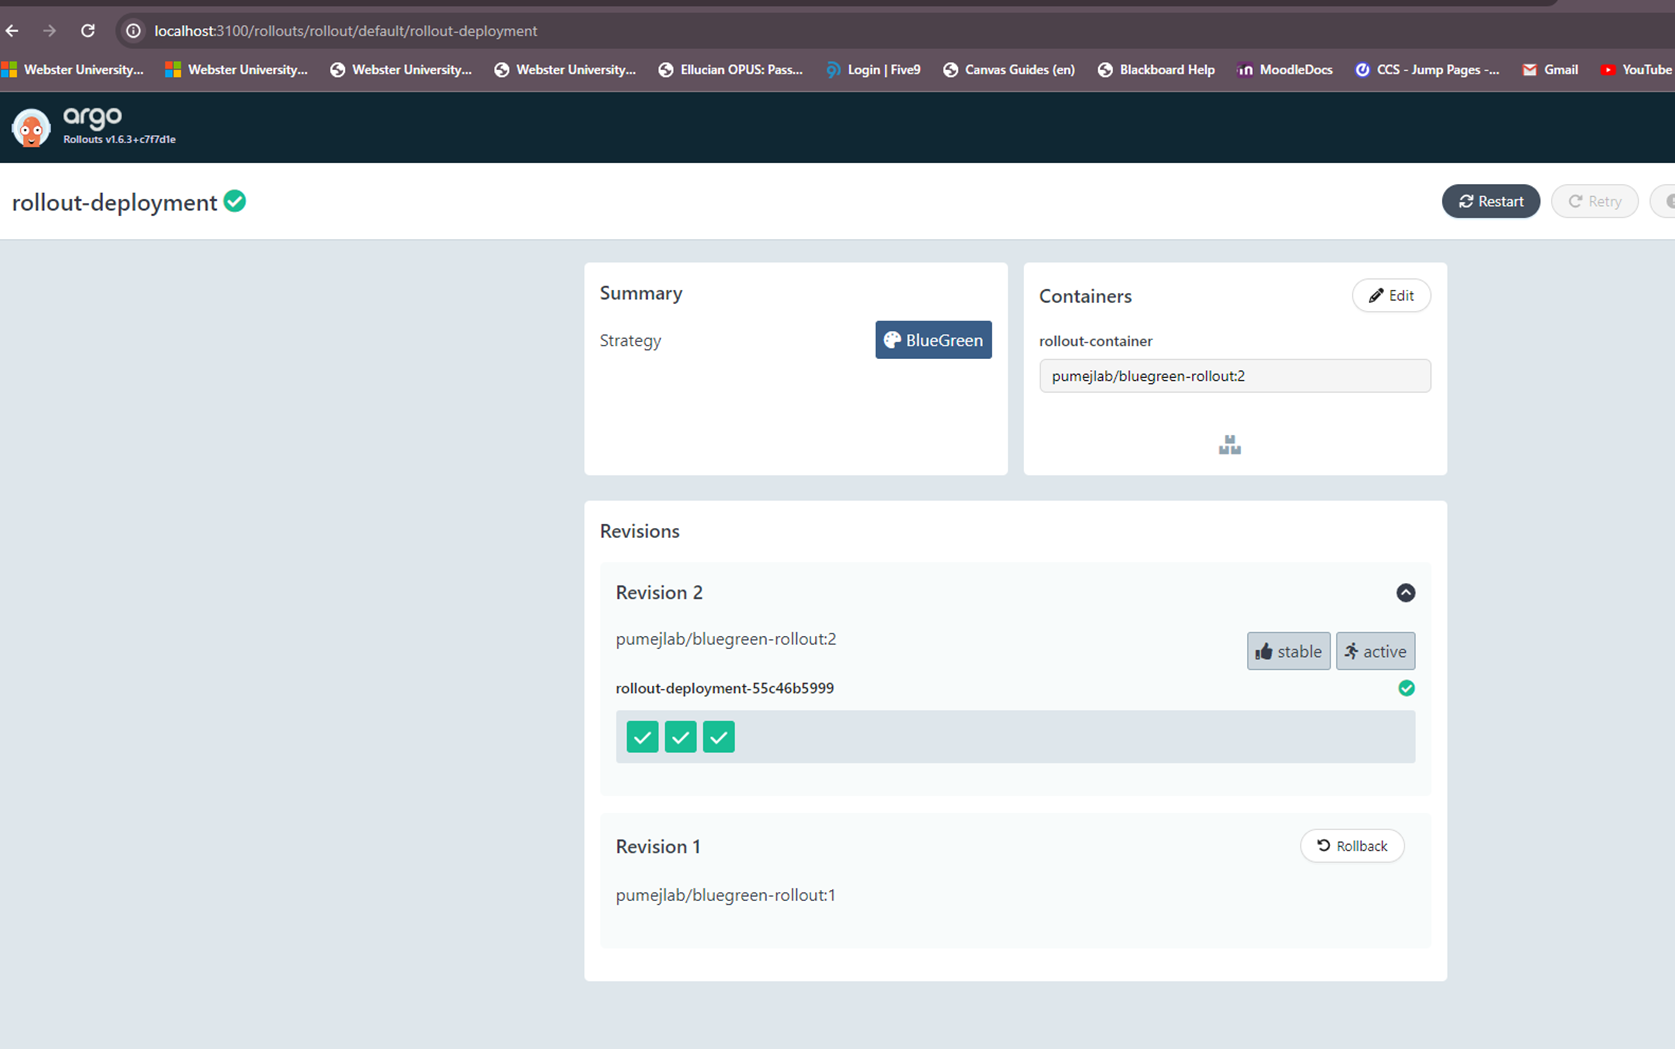 localhost:3100/rollouts/rollout/default/rollout-deployment
Webster University... Webster University... Webster University... Webster University... Ellucian OPUS: Pass... Login | Five9 Canvas Guides (en) Blackboard Help MoodleDocs CCS - Jump Pages -... Gmail YouTube
argo
Rollouts v1.6.3+c7f7d1e
rollout-deployment
Restart Retry
Summary
Strategy BlueGreen
Containers Edit
rollout-container
pumejlab/bluegreen-rollout:2
Revisions
Revision 2
pumejlab/bluegreen-rollout:2
stable active
rollout-deployment-55c46b5999
Revision 1 Rollback
pumejlab/bluegreen-rollout:1